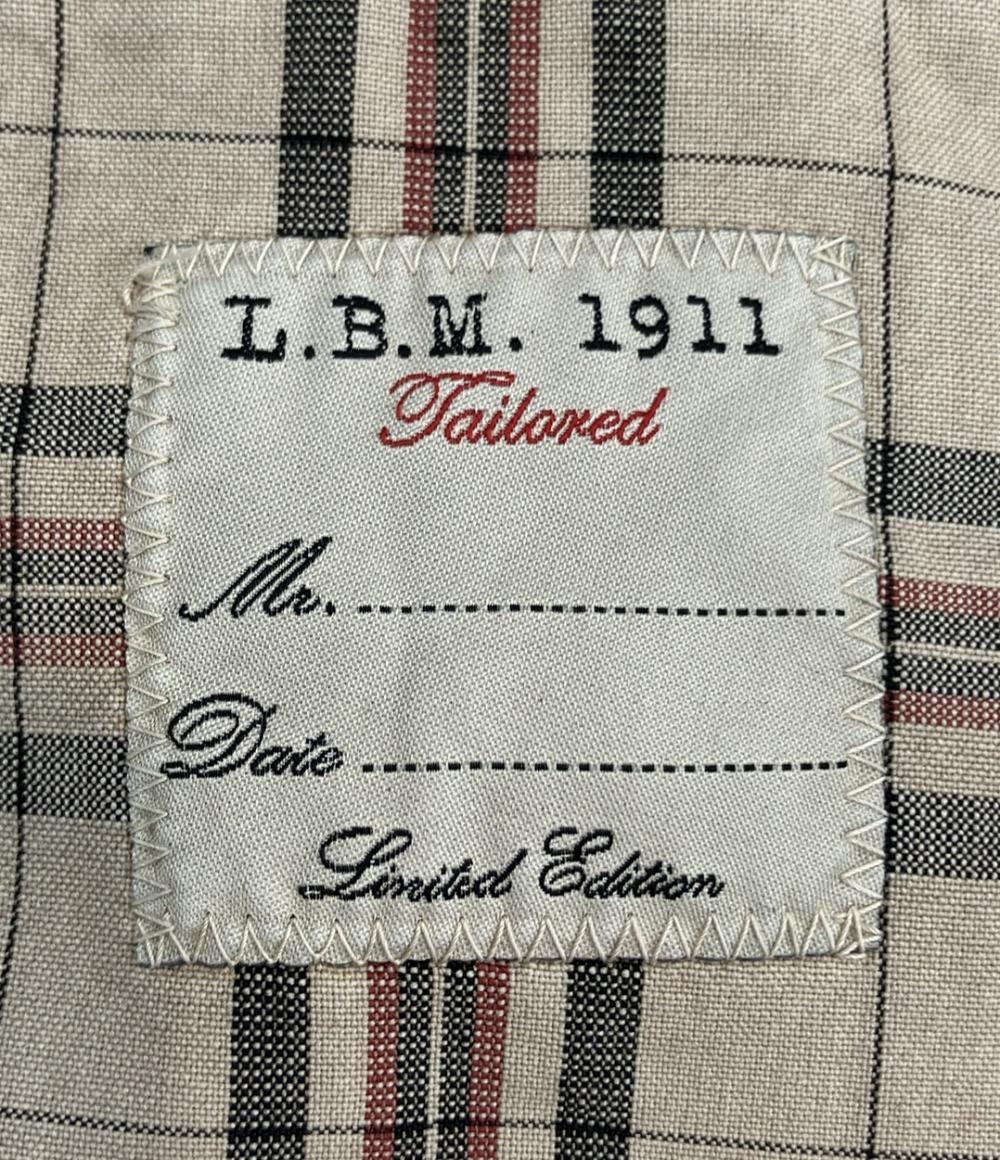 L.B.M. 1911
Tailored
Mr. ........................................
Date ........................................
Limited Edition